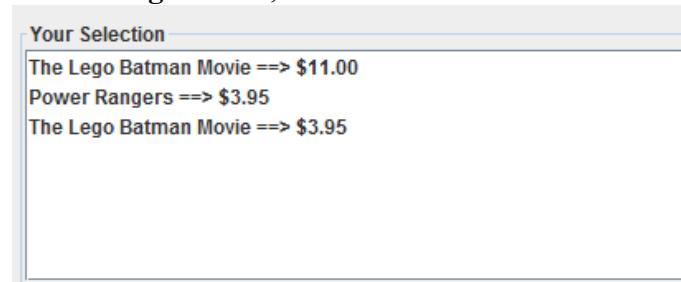 Your Selection
The Lego Batman Movie ==> $11.00
Power Rangers ==> $3.95
The Lego Batman Movie ==> $3.95